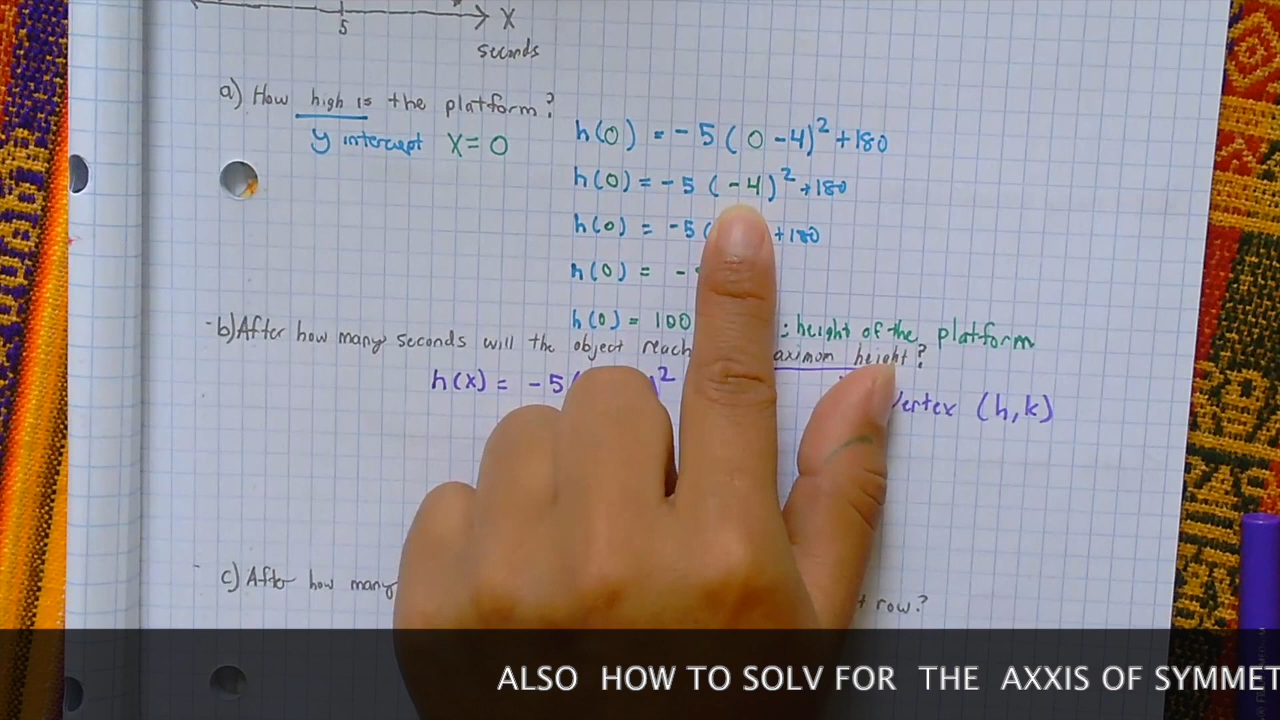 5
X
seconds
a) How high is the platform?
y intercept X=0
h(0) = -5(0-4)² +180
h(0) = -5(-4)² +180
h(0) = -5( +180
h(0) = -
h(0) = 100 : height of the platform
b) After how many seconds will the object reach aximom height?
h(x) = -5( )² vertex (h,k)
c) After how many row?
ALSO HOW TO SOLV FOR THE AXXIS OF SYMMET